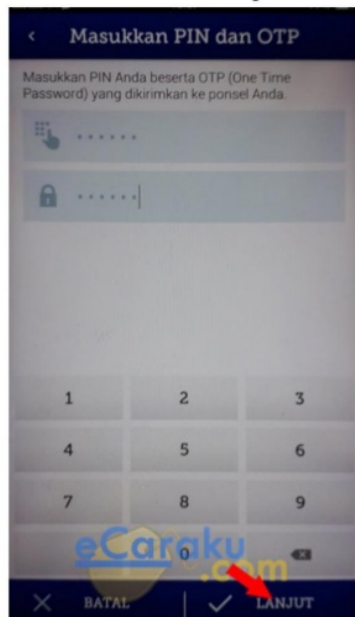 Masukkan PIN dan OTP
Masukkan PIN Anda beserta OTP (One Time
Password) yang dikirimkan ke ponsel Anda.
1 2 3
4 5 6
7 8 9
0
eCaraku
.com
BATAL LANJUT